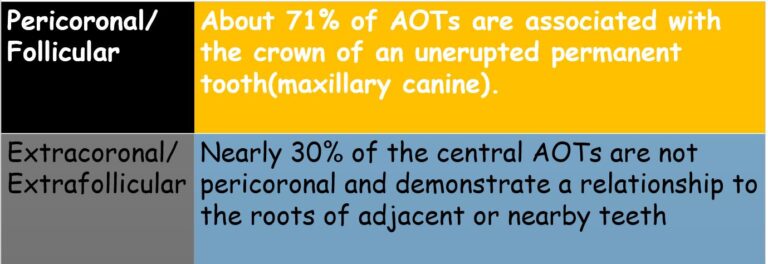 Pericoronal/
Follicular
About 71% of AOTs are associated with
the crown of an unerupted permanent
tooth(maxillary canine).
Extracoronal/
Extrafollicular
Nearly 30% of the central AOTs are not
pericoronal and demonstrate a relationship to
the roots of adjacent or nearby teeth